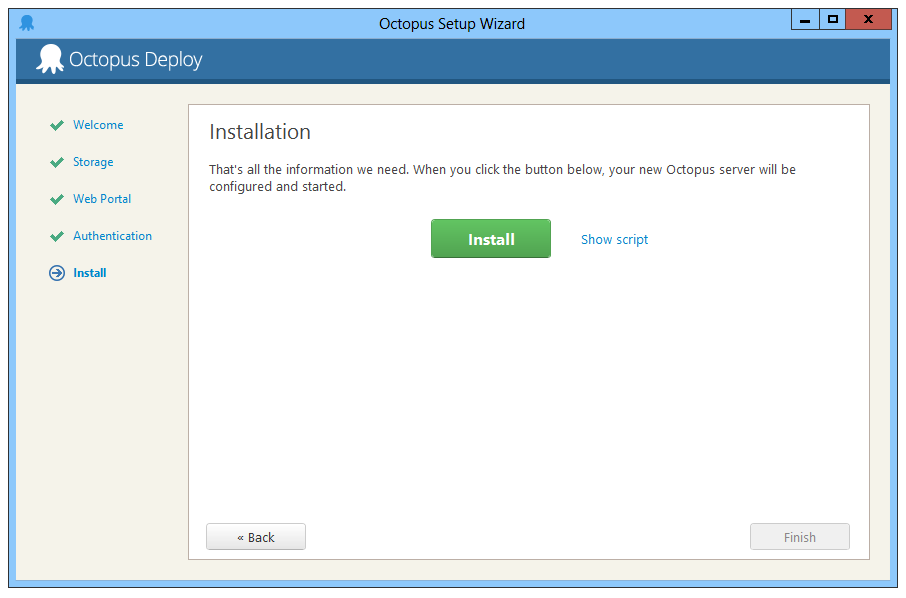 Octopus Setup Wizard
Octopus Deploy
Welcome
Storage
Web Portal
Authentication
Install
Installation
That's all the information we need. When you click the button below, your new Octopus server will be
configured and started.
Install
Show script
« Back
Finish